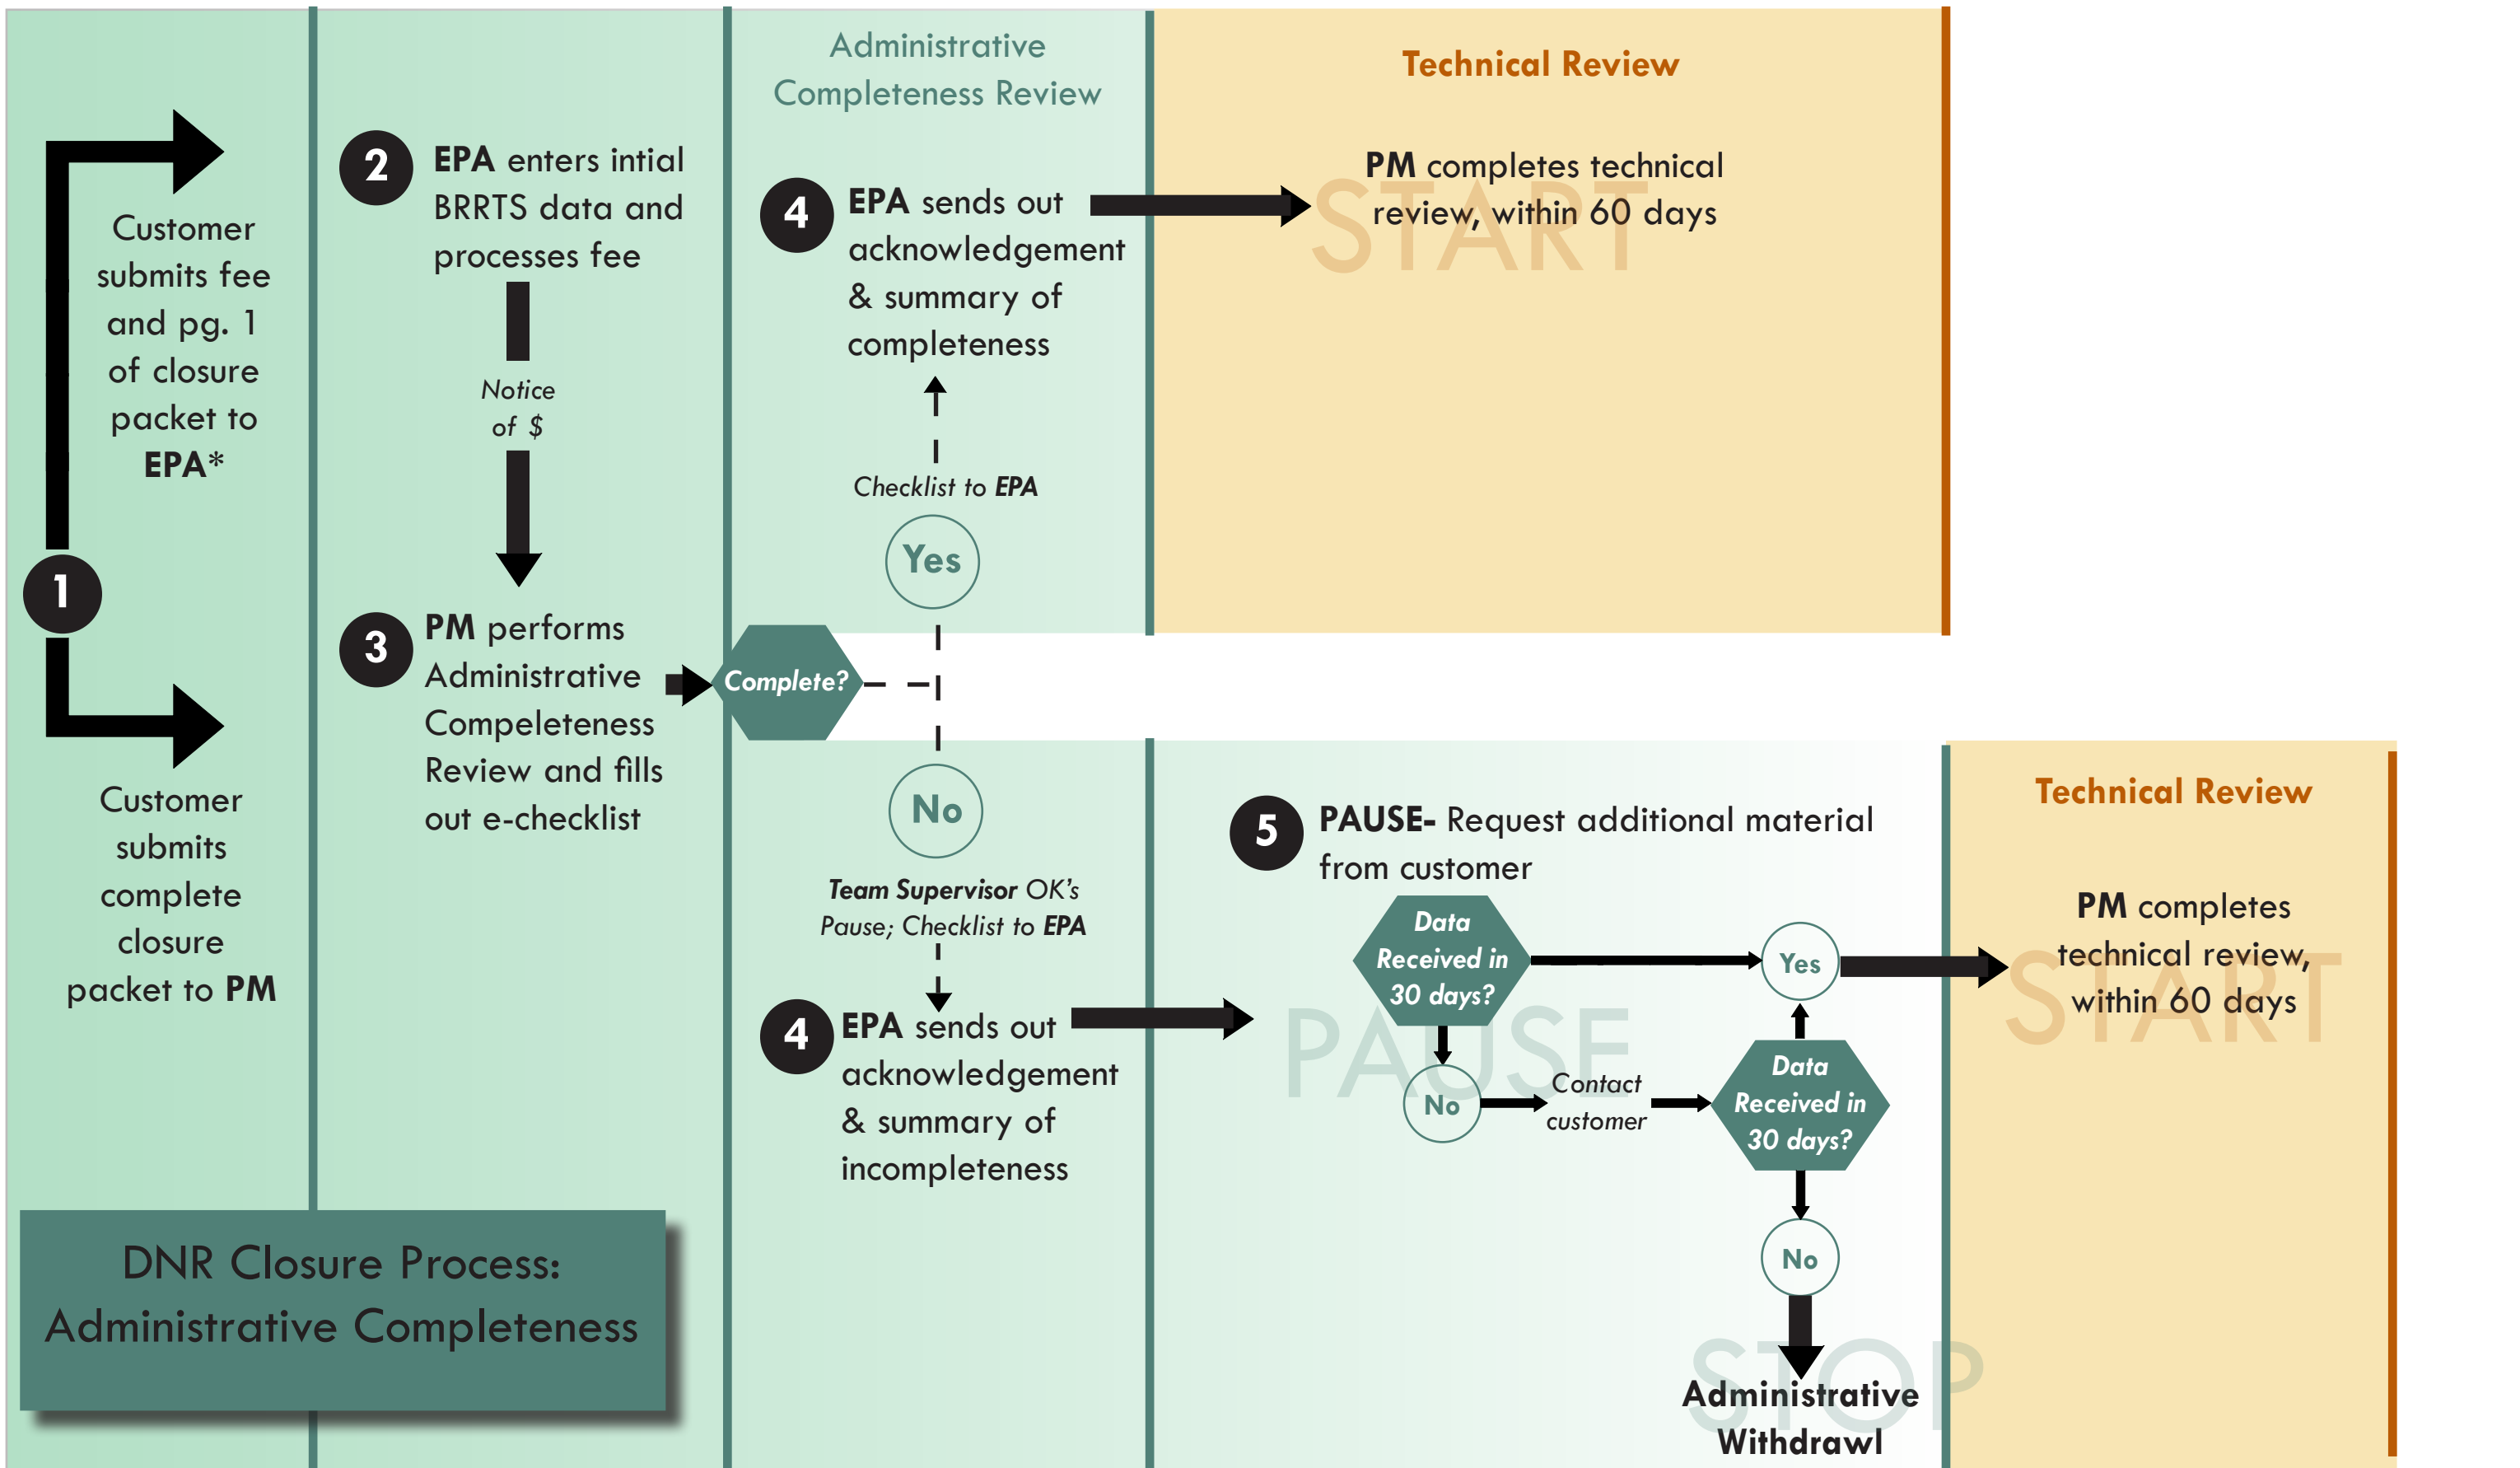 1
Customer
submits fee
and pg. 1
of closure
packet to
EPA*
Customer
submits
complete
closure
packet to PM
2
EPA enters intial
BRRTS data and
processes fee
Notice
of $
3
PM performs
Administrative
Compeleteness
Review and fills
out e-checklist
Complete?
Administrative
Completeness Review
4
EPA sends out
acknowledgement
& summary of
completeness
Checklist to EPA
Yes
No
Team Supervisor OK's
Pause; Checklist to EPA
4
EPA sends out
acknowledgement
& summary of
incompleteness
Technical Review
PM completes technical
review, within 60 days
START
5
PAUSE- Request additional material
from customer
Data
Received in
30 days?
PAUSE
Yes
No
Contact
customer
Data
Received in
30 days?
No
STOP
Administrative
Withdrawl
Technical Review
PM completes
technical review,
within 60 days
START
DNR Closure Process:
Administrative Completeness